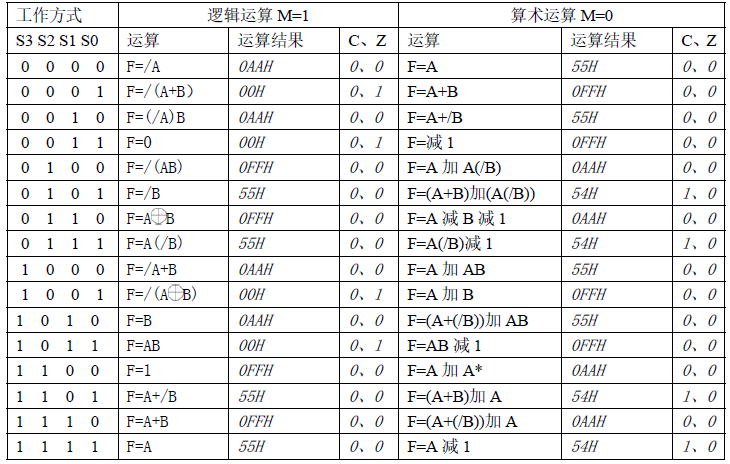 工作方式 逻辑运算 M=1 算术运算 M=0
S3 S2 S1 S0 运算 运算结果 C、Z 运算 运算结果 C、Z
0 0 0 0 F=/A 0AAH 0、0 F=A 55H 0、0
0 0 0 1 F=/(A+B） 00H 0、1 F=A+B 0FFH 0、0
0 0 1 0 F=(/A)B 0AAH 0、0 F=A+/B 55H 0、0
0 0 1 1 F=0 00H 0、1 F=减 1 0FFH 0、0
0 1 0 0 F=/(AB) 0FFH 0、0 F=A 加 A(/B) 0AAH 0、0
0 1 0 1 F=/B 55H 0、0 F=(A+B)加(A(/B)) 54H 1、0
0 1 1 0 F=A⊕B 0FFH 0、0 F=A 减 B 减 1 0AAH 0、0
0 1 1 1 F=A(/B) 55H 0、0 F=A(/B)减 1 54H 1、0
1 0 0 0 F=/A+B 0AAH 0、0 F=A 加 AB 55H 0、0
1 0 0 1 F=/(A⊕B) 00H 0、1 F=A 加 B 0FFH 0、0
1 0 1 0 F=B 0AAH 0、0 F=(A+(/B))加 AB 55H 0、0
1 0 1 1 F=AB 00H 0、1 F=AB 减 1 0FFH 0、0
1 1 0 0 F=1 0FFH 0、0 F=A 加 A* 0AAH 0、0
1 1 0 1 F=A+/B 55H 0、0 F=(A+B)加 A 54H 1、0
1 1 1 0 F=A+B 0FFH 0、0 F=(A+(/B))加 A 0AAH 0、0
1 1 1 1 F=A 55H 0、0 F=A 减 1 54H 1、0